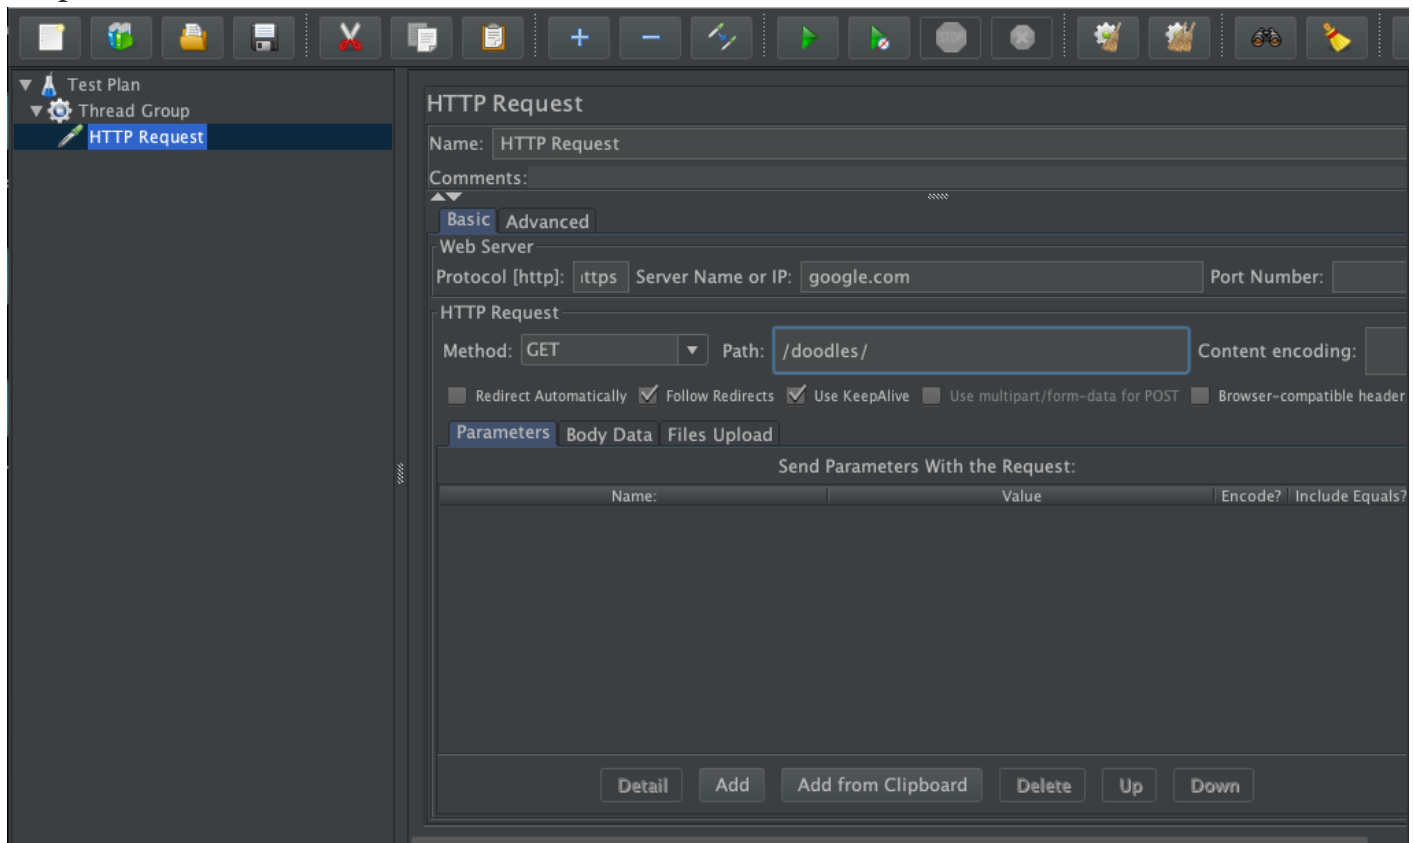 STOP
Test Plan
Thread Group
HTTP Request
HTTP Request
Name: HTTP Request
Comments:
Basic Advanced
Web Server
Protocol [http]: ttps Server Name or IP: google.com Port Number:
HTTP Request
Method: GET Path: /doodles/ Content encoding:
Redirect Automatically Follow Redirects Use KeepAlive Use multipart/form-data for POST Browser-compatible header
Parameters Body Data Files Upload
Send Parameters With the Request:
Name: Value Encode? Include Equals?
Detail Add Add from Clipboard Delete Up Down